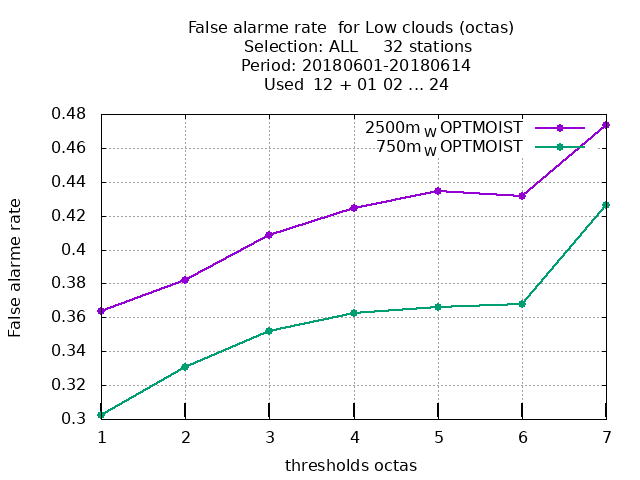 False alarme rate  for Low clouds (octas)
Selection: ALL     32 stations
Period: 20180601-20180614
Used  12 + 01 02 ... 24
2500m_W OPTMOIST
750m_W OPTMOIST
0.48
0.46
0.44
0.42
0.4
0.38
0.36
0.34
0.32
0.3
False alarme rate
1 2 3 4 5 6 7
thresholds octas